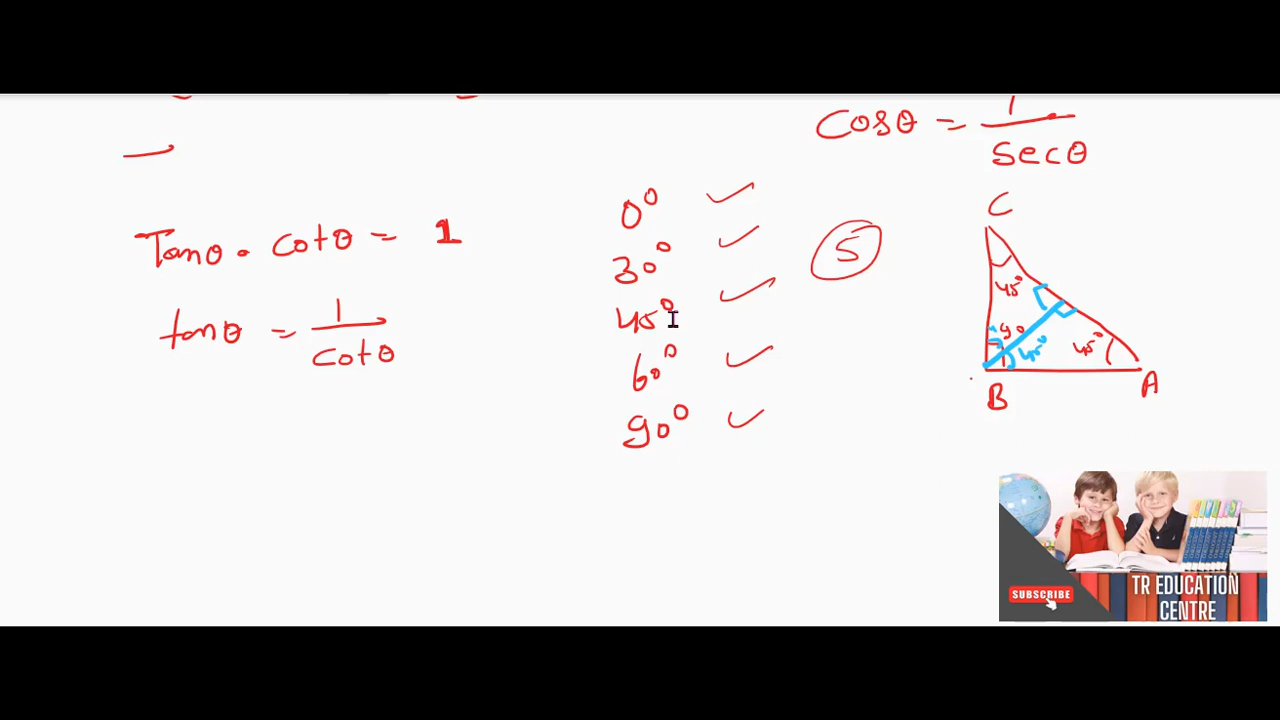 Cosθ = 1/secθ
Tanθ . cotθ = 1
tanθ = 1/cotθ
0°
30°
45°
60°
90°
5
C
45°
90
45°
45°
B
A
SUBSCRIBE
TR EDUCATION
CENTRE